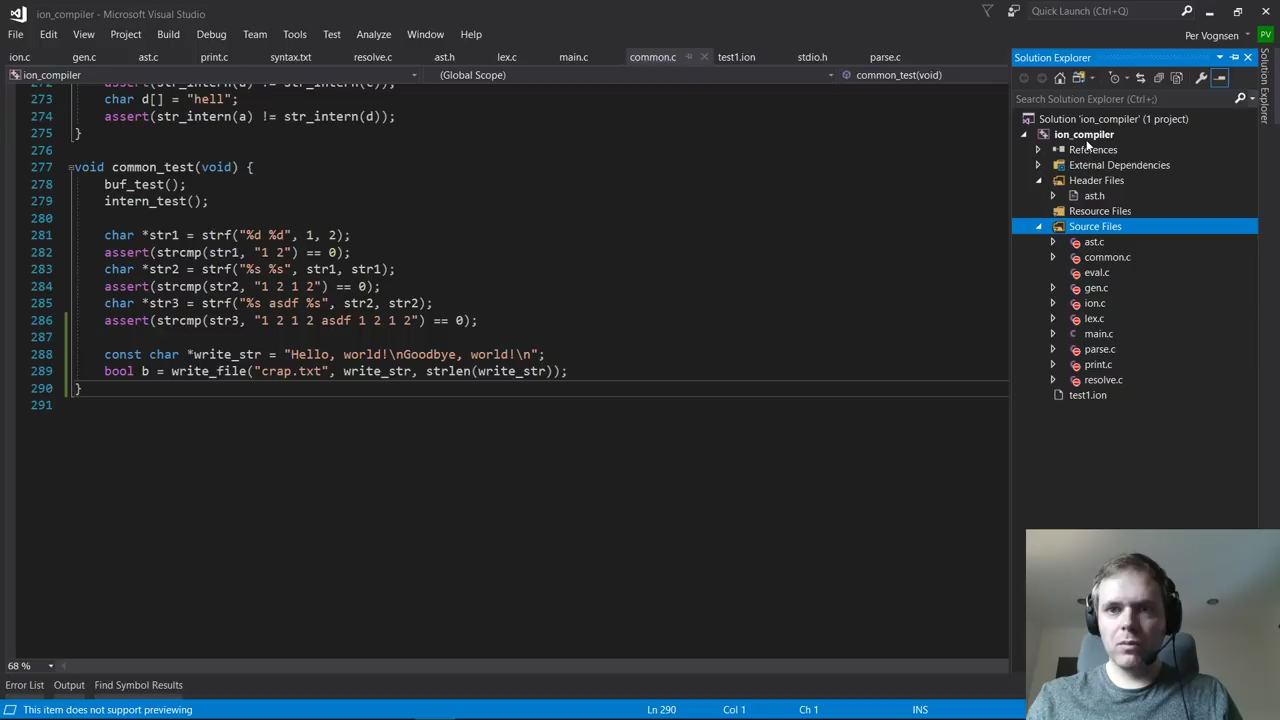 ion_compiler - Microsoft Visual Studio
Quick Launch (Ctrl+Q)
File Edit View Project Build Debug Team Tools Test Analyze Window Help
Per Vognsen
PV
ion.c gen.c ast.c print.c syntax.txt resolve.c ast.h lex.c main.c common.c test1.ion stdio.h parse.c
ion_compiler
(Global Scope)
common_test(void)
273 char d[] = "hell";
274 assert(str_intern(a) != str_intern(d));
275 }
276
277 void common_test(void) {
278 buf_test();
279 intern_test();
280
281 char *str1 = strf("%d %d", 1, 2);
282 assert(strcmp(str1, "1 2") == 0);
283 char *str2 = strf("%s %s", str1, str1);
284 assert(strcmp(str2, "1 2 1 2") == 0);
285 char *str3 = strf("%s asdf %s", str2, str2);
286 assert(strcmp(str3, "1 2 1 2 asdf 1 2 1 2") == 0);
287
288 const char *write_str = "Hello, world!\nGoodbye, world!\n";
289 bool b = write_file("crap.txt", write_str, strlen(write_str));
290 }
291
68 %
Error List Output Find Symbol Results
This item does not support previewing
Ln 290 Col 1 Ch 1 INS
Solution Explorer
Search Solution Explorer (Ctrl+;)
Solution 'ion_compiler' (1 project)
ion_compiler
References
External Dependencies
Header Files
ast.h
Resource Files
Source Files
ast.c
common.c
eval.c
gen.c
ion.c
lex.c
main.c
parse.c
print.c
resolve.c
test1.ion
Solution Explorer